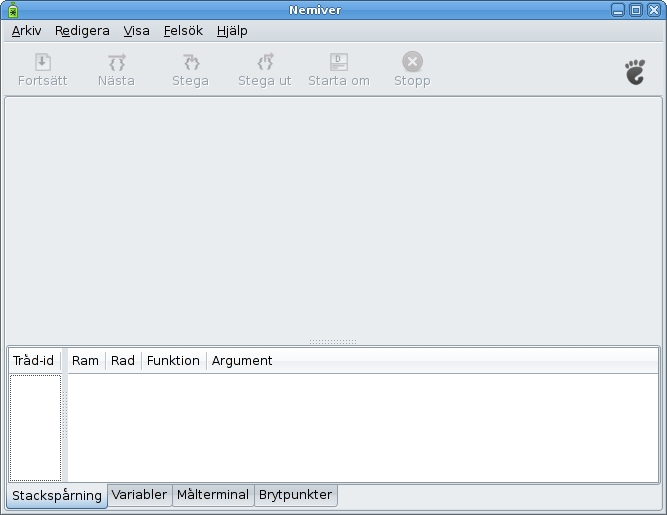 Nemiver
Arkiv Redigera Visa Felsök Hjälp
Fortsätt Nästa Stega Stega ut Starta om Stopp
Tråd-id Ram Rad Funktion Argument
Stackspårning Variabler Målterminal Brytpunkter